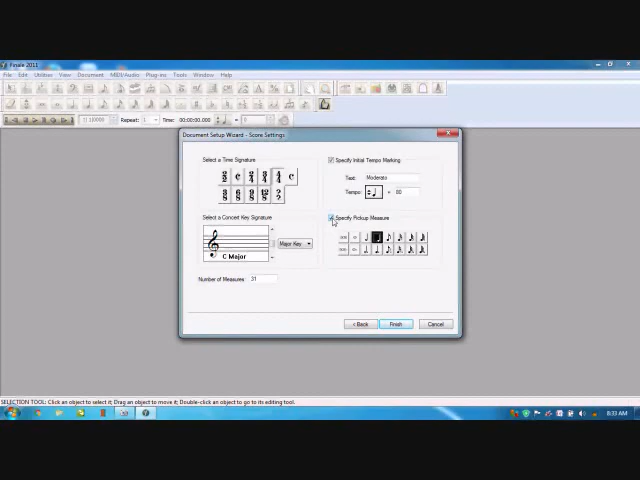 Finale 2011
File Edit Utilities View Document MIDI/Audio Plug-ins Tools Window Help
Repeat: 1 Time: 00:00:00.000 = 0
Document Setup Wizard - Score Settings
Select a Time Signature
Specify Initial Tempo Marking
Text: Moderato
Tempo: = 80
Select a Concert Key Signature
Specify Pickup Measure
C Major
Major Key
Number of Measures: 31
< Back Finish Cancel
SELECTION TOOL: Click an object to select it; Drag an object to move it; Double-click an object to go to its editing tool.
8:33 AM